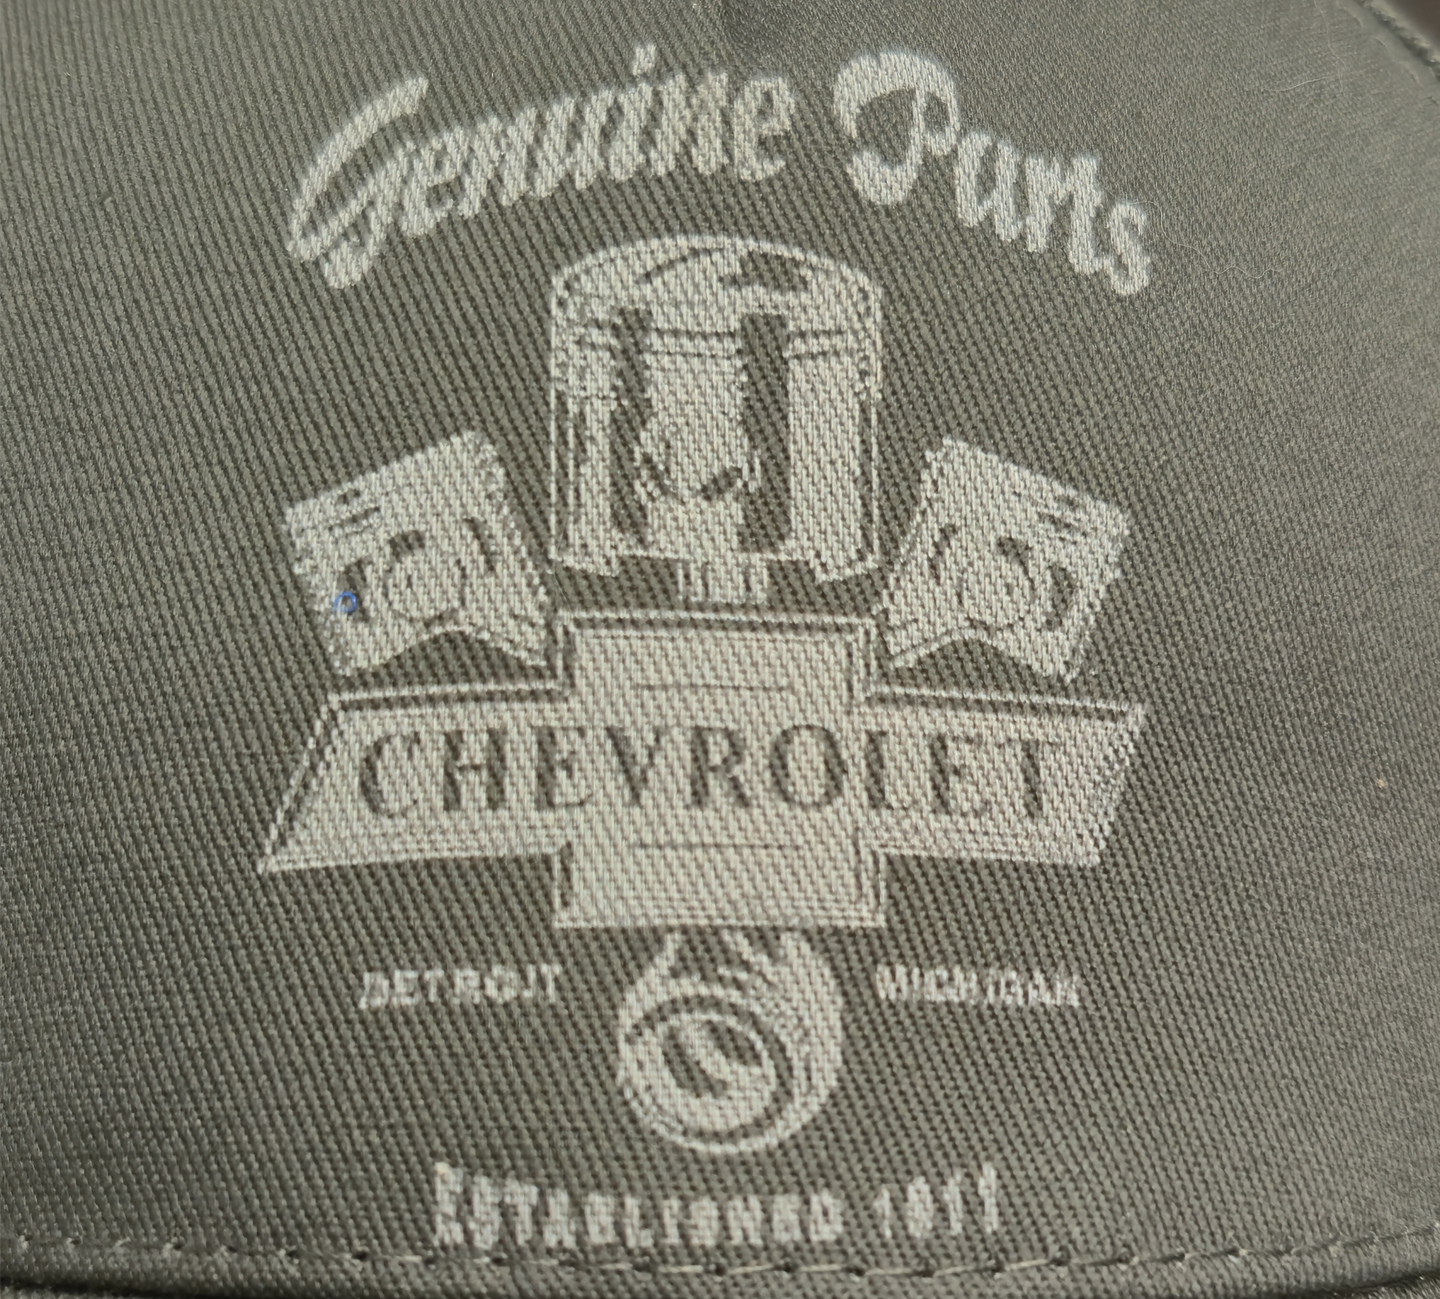 Genuine Parts
CHEVROLET
DETROIT MICHIGAN
ESTABLISHED 1911